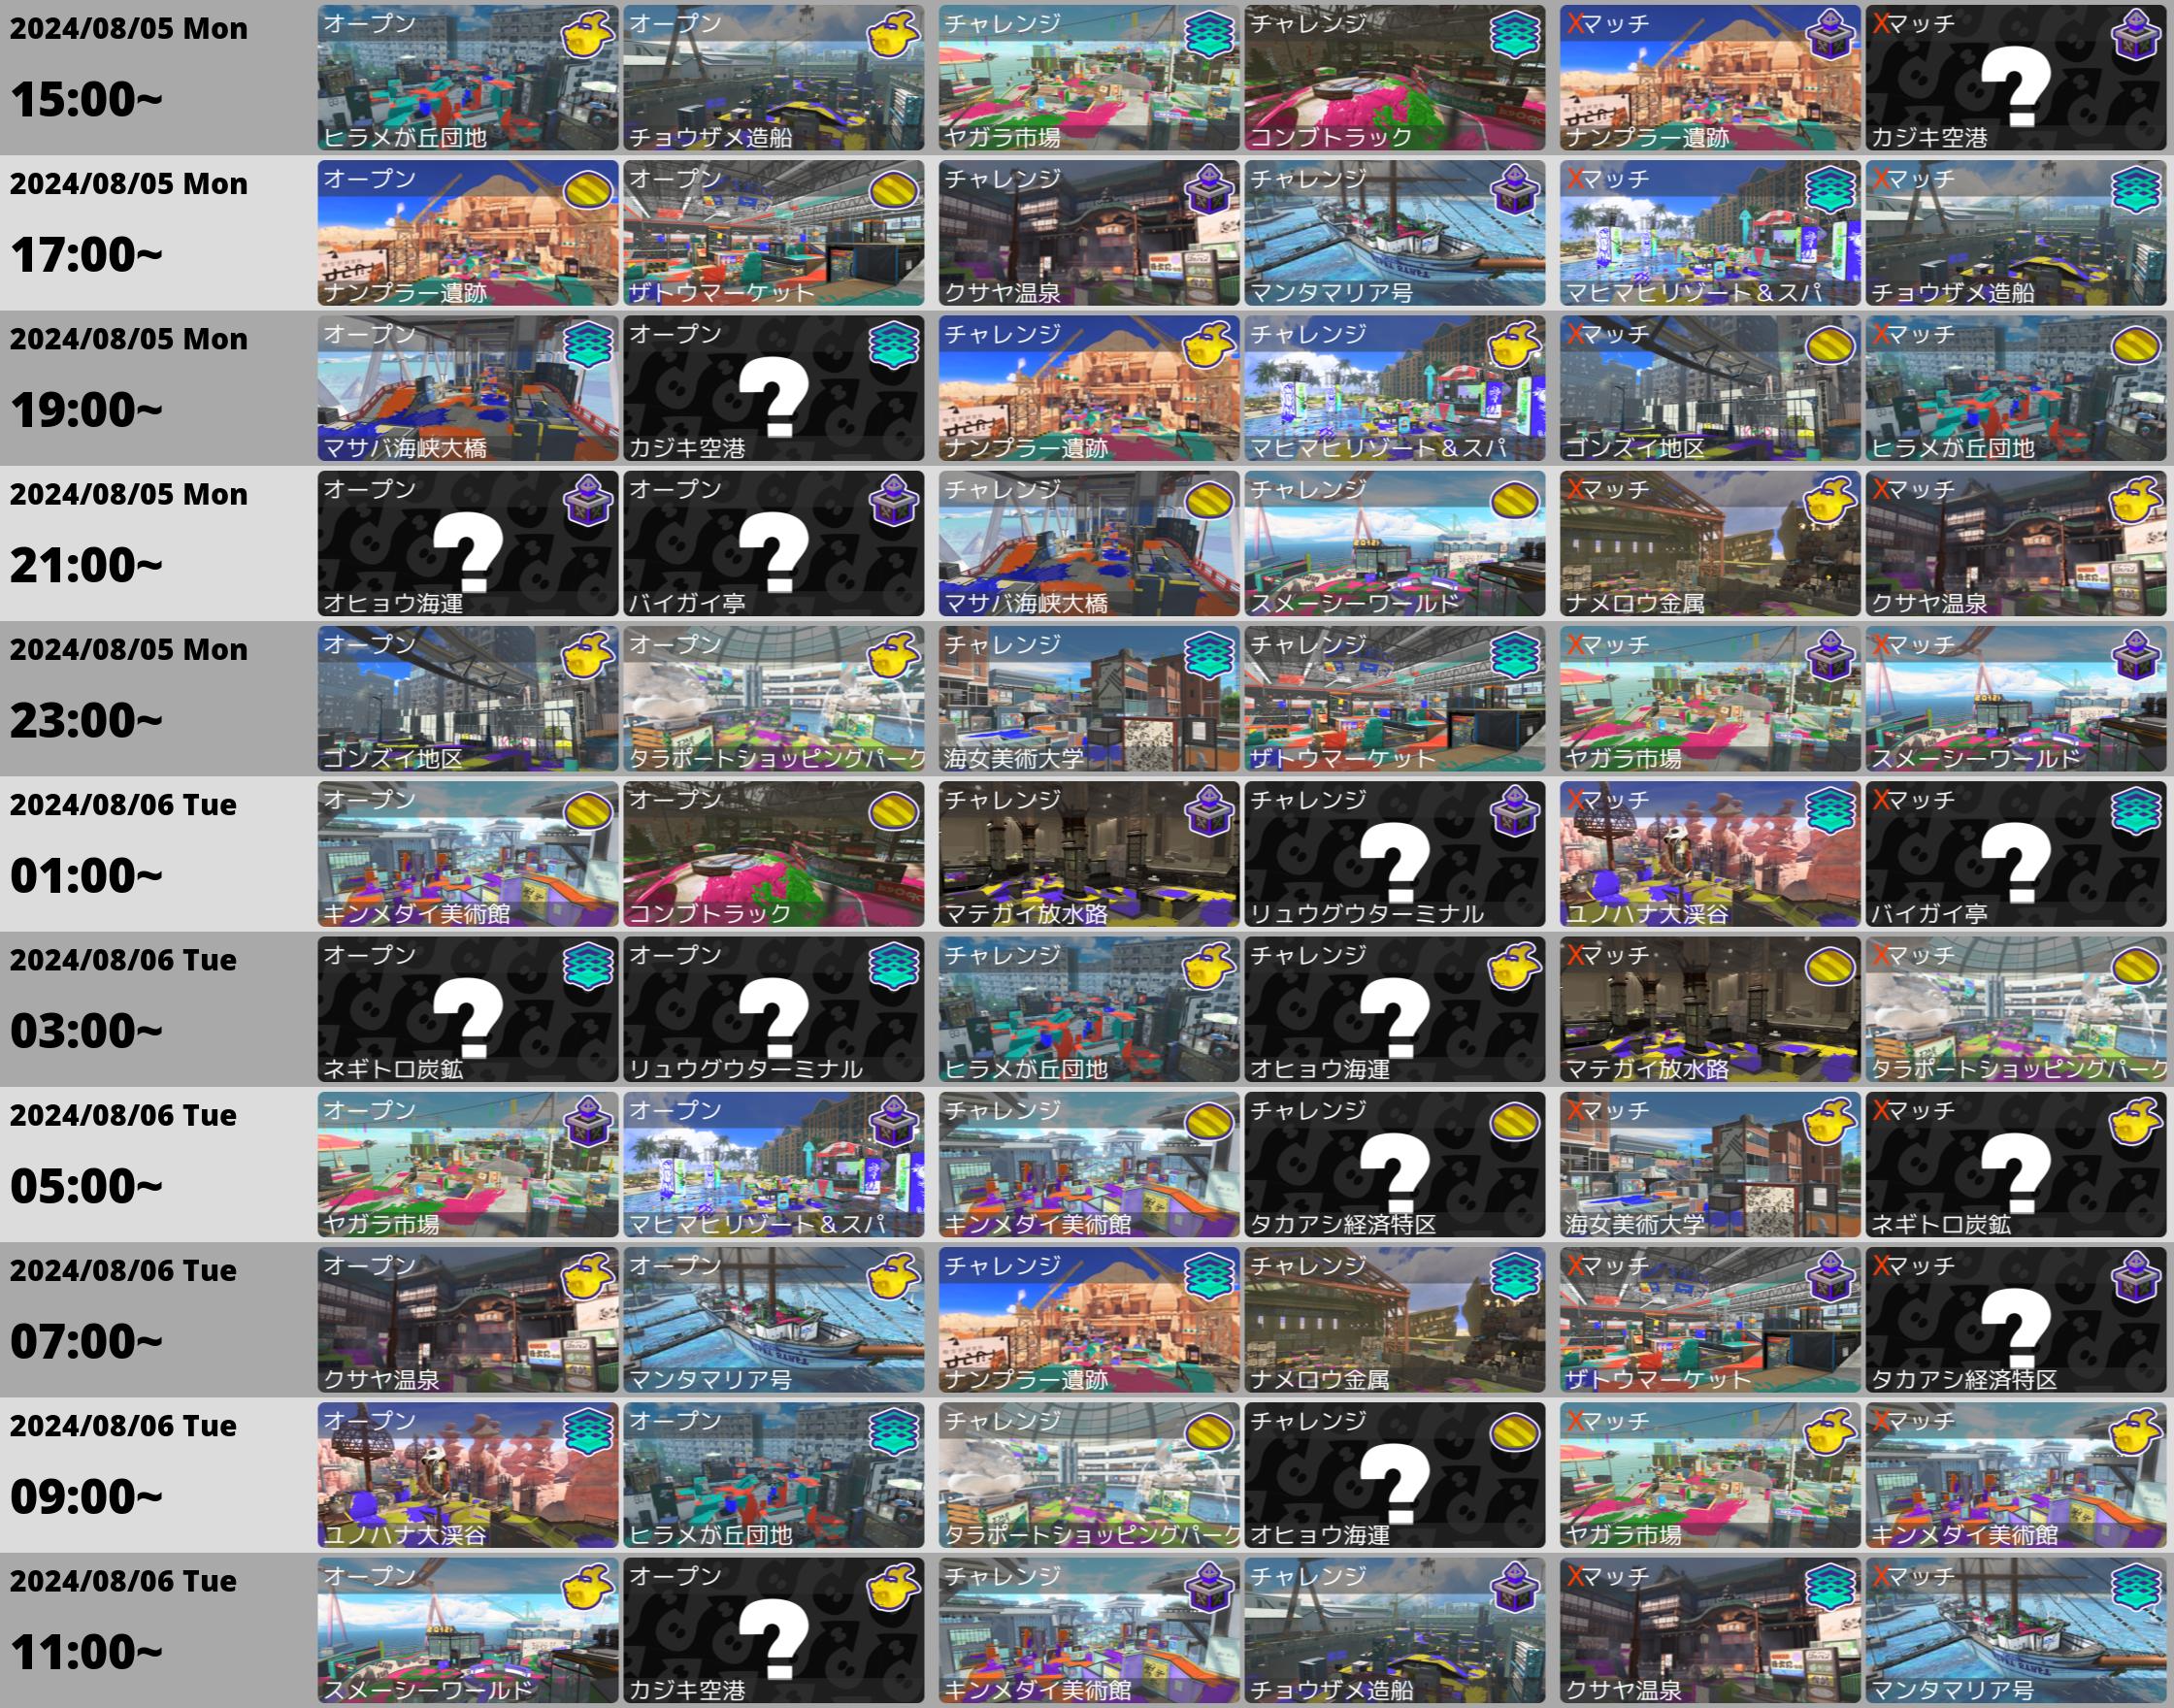 2024/08/05 Mon
15:00~
オープン
ヒラメが丘団地
オープン
チョウザメ造船
チャレンジ
ヤガラ市場
チャレンジ
コンブトラック
Xマッチ
ナンプラー遺跡
Xマッチ
カジキ空港
2024/08/05 Mon
17:00~
オープン
ナンプラー遺跡
オープン
ザトウマーケット
チャレンジ
クサヤ温泉
チャレンジ
マンタマリア号
Xマッチ
マヒマヒリゾート＆スパ
Xマッチ
チョウザメ造船
2024/08/05 Mon
19:00~
オープン
マサバ海峡大橋
オープン
カジキ空港
チャレンジ
ナンプラー遺跡
チャレンジ
マヒマヒリゾート＆スパ
Xマッチ
ゴンズイ地区
Xマッチ
ヒラメが丘団地
2024/08/05 Mon
21:00~
オープン
オヒョウ海運
オープン
バイガイ亭
チャレンジ
マサバ海峡大橋
チャレンジ
スメーシーワールド
Xマッチ
ナメロウ金属
Xマッチ
クサヤ温泉
2024/08/05 Mon
23:00~
オープン
ゴンズイ地区
オープン
タラポートショッピングパーク
チャレンジ
海女美術大学
チャレンジ
ザトウマーケット
Xマッチ
ヤガラ市場
Xマッチ
スメーシーワールド
2024/08/06 Tue
01:00~
オープン
キンメダイ美術館
オープン
コンブトラック
チャレンジ
マテガイ放水路
チャレンジ
リュウグウターミナル
Xマッチ
ユノハナ大渓谷
Xマッチ
バイガイ亭
2024/08/06 Tue
03:00~
オープン
ネギトロ炭鉱
オープン
リュウグウターミナル
チャレンジ
ヒラメが丘団地
チャレンジ
オヒョウ海運
Xマッチ
マテガイ放水路
Xマッチ
タラポートショッピングパーク
2024/08/06 Tue
05:00~
オープン
ヤガラ市場
オープン
マヒマヒリゾート＆スパ
チャレンジ
キンメダイ美術館
チャレンジ
タカアシ経済特区
Xマッチ
海女美術大学
Xマッチ
ネギトロ炭鉱
2024/08/06 Tue
07:00~
オープン
クサヤ温泉
オープン
マンタマリア号
チャレンジ
ナンプラー遺跡
チャレンジ
ナメロウ金属
Xマッチ
ザトウマーケット
Xマッチ
タカアシ経済特区
2024/08/06 Tue
09:00~
オープン
ユノハナ大渓谷
オープン
ヒラメが丘団地
チャレンジ
タラポートショッピングパーク
チャレンジ
オヒョウ海運
Xマッチ
ヤガラ市場
Xマッチ
キンメダイ美術館
2024/08/06 Tue
11:00~
オープン
スメーシーワールド
オープン
カジキ空港
チャレンジ
キンメダイ美術館
チャレンジ
チョウザメ造船
Xマッチ
クサヤ温泉
Xマッチ
マンタマリア号